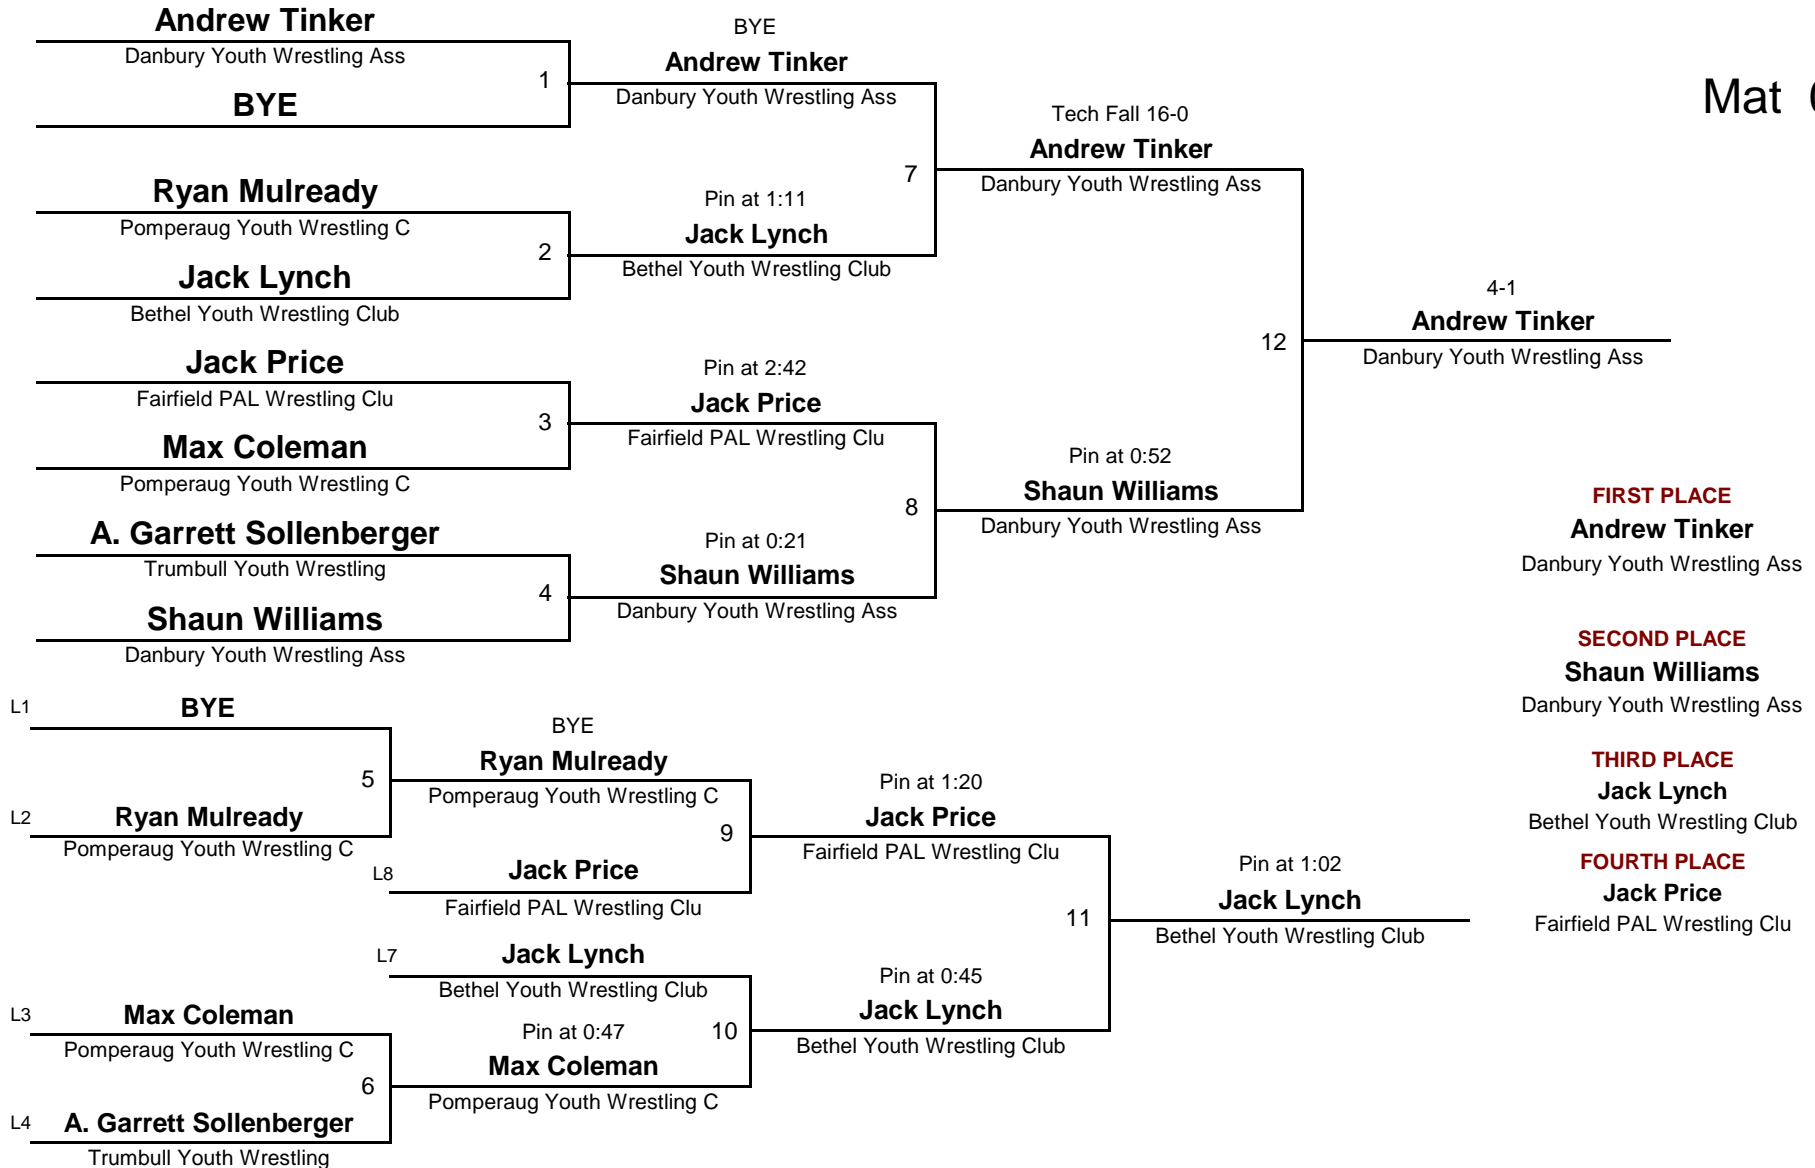 Andrew Tinker
Danbury Youth Wrestling Ass
1
BYE
Ryan Mulready
Pomperaug Youth Wrestling C
2
Jack Lynch
Bethel Youth Wrestling Club
Jack Price
Fairfield PAL Wrestling Clu
3
Max Coleman
Pomperaug Youth Wrestling C
A. Garrett Sollenberger
Trumbull Youth Wrestling
4
Shaun Williams
Danbury Youth Wrestling Ass
BYE
Andrew Tinker
Danbury Youth Wrestling Ass
7
Pin at 1:11
Jack Lynch
Bethel Youth Wrestling Club
Pin at 2:42
Jack Price
Fairfield PAL Wrestling Clu
8
Pin at 0:21
Shaun Williams
Danbury Youth Wrestling Ass
Tech Fall 16-0
Andrew Tinker
Danbury Youth Wrestling Ass
12
Pin at 0:52
Shaun Williams
Danbury Youth Wrestling Ass
4-1
Andrew Tinker
Danbury Youth Wrestling Ass
Mat
FIRST PLACE
Andrew Tinker
Danbury Youth Wrestling Ass
SECOND PLACE
Shaun Williams
Danbury Youth Wrestling Ass
THIRD PLACE
Jack Lynch
Bethel Youth Wrestling Club
FOURTH PLACE
Jack Price
Fairfield PAL Wrestling Clu
L1 BYE
5
L2 Ryan Mulready
Pomperaug Youth Wrestling C
L3 Max Coleman
Pomperaug Youth Wrestling C
6
L4 A. Garrett Sollenberger
Trumbull Youth Wrestling
BYE
Ryan Mulready
Pomperaug Youth Wrestling C
9
L8 Jack Price
Fairfield PAL Wrestling Clu
L7 Jack Lynch
Bethel Youth Wrestling Club
Pin at 0:47 10
Max Coleman
Pomperaug Youth Wrestling C
Pin at 1:20
Jack Price
Fairfield PAL Wrestling Clu
11
Pin at 0:45
Jack Lynch
Bethel Youth Wrestling Club
Pin at 1:02
Jack Lynch
Bethel Youth Wrestling Club